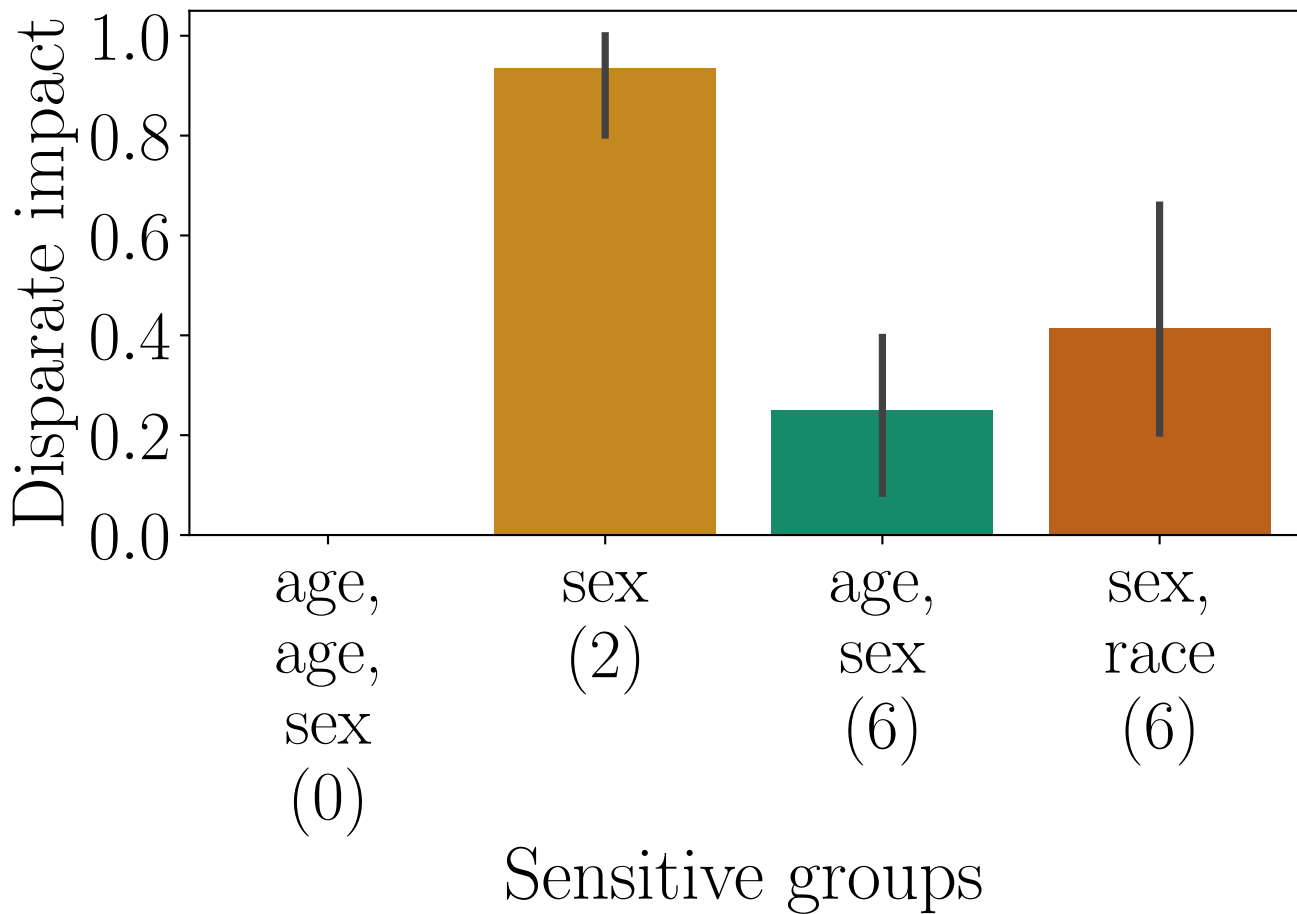 Disparate impact
1.0
0.8
0.6
0.4
0.2
0.0
age,
age,
sex
(0)
sex
(2)
age,
sex
(6)
sex,
race
(6)
Sensitive groups